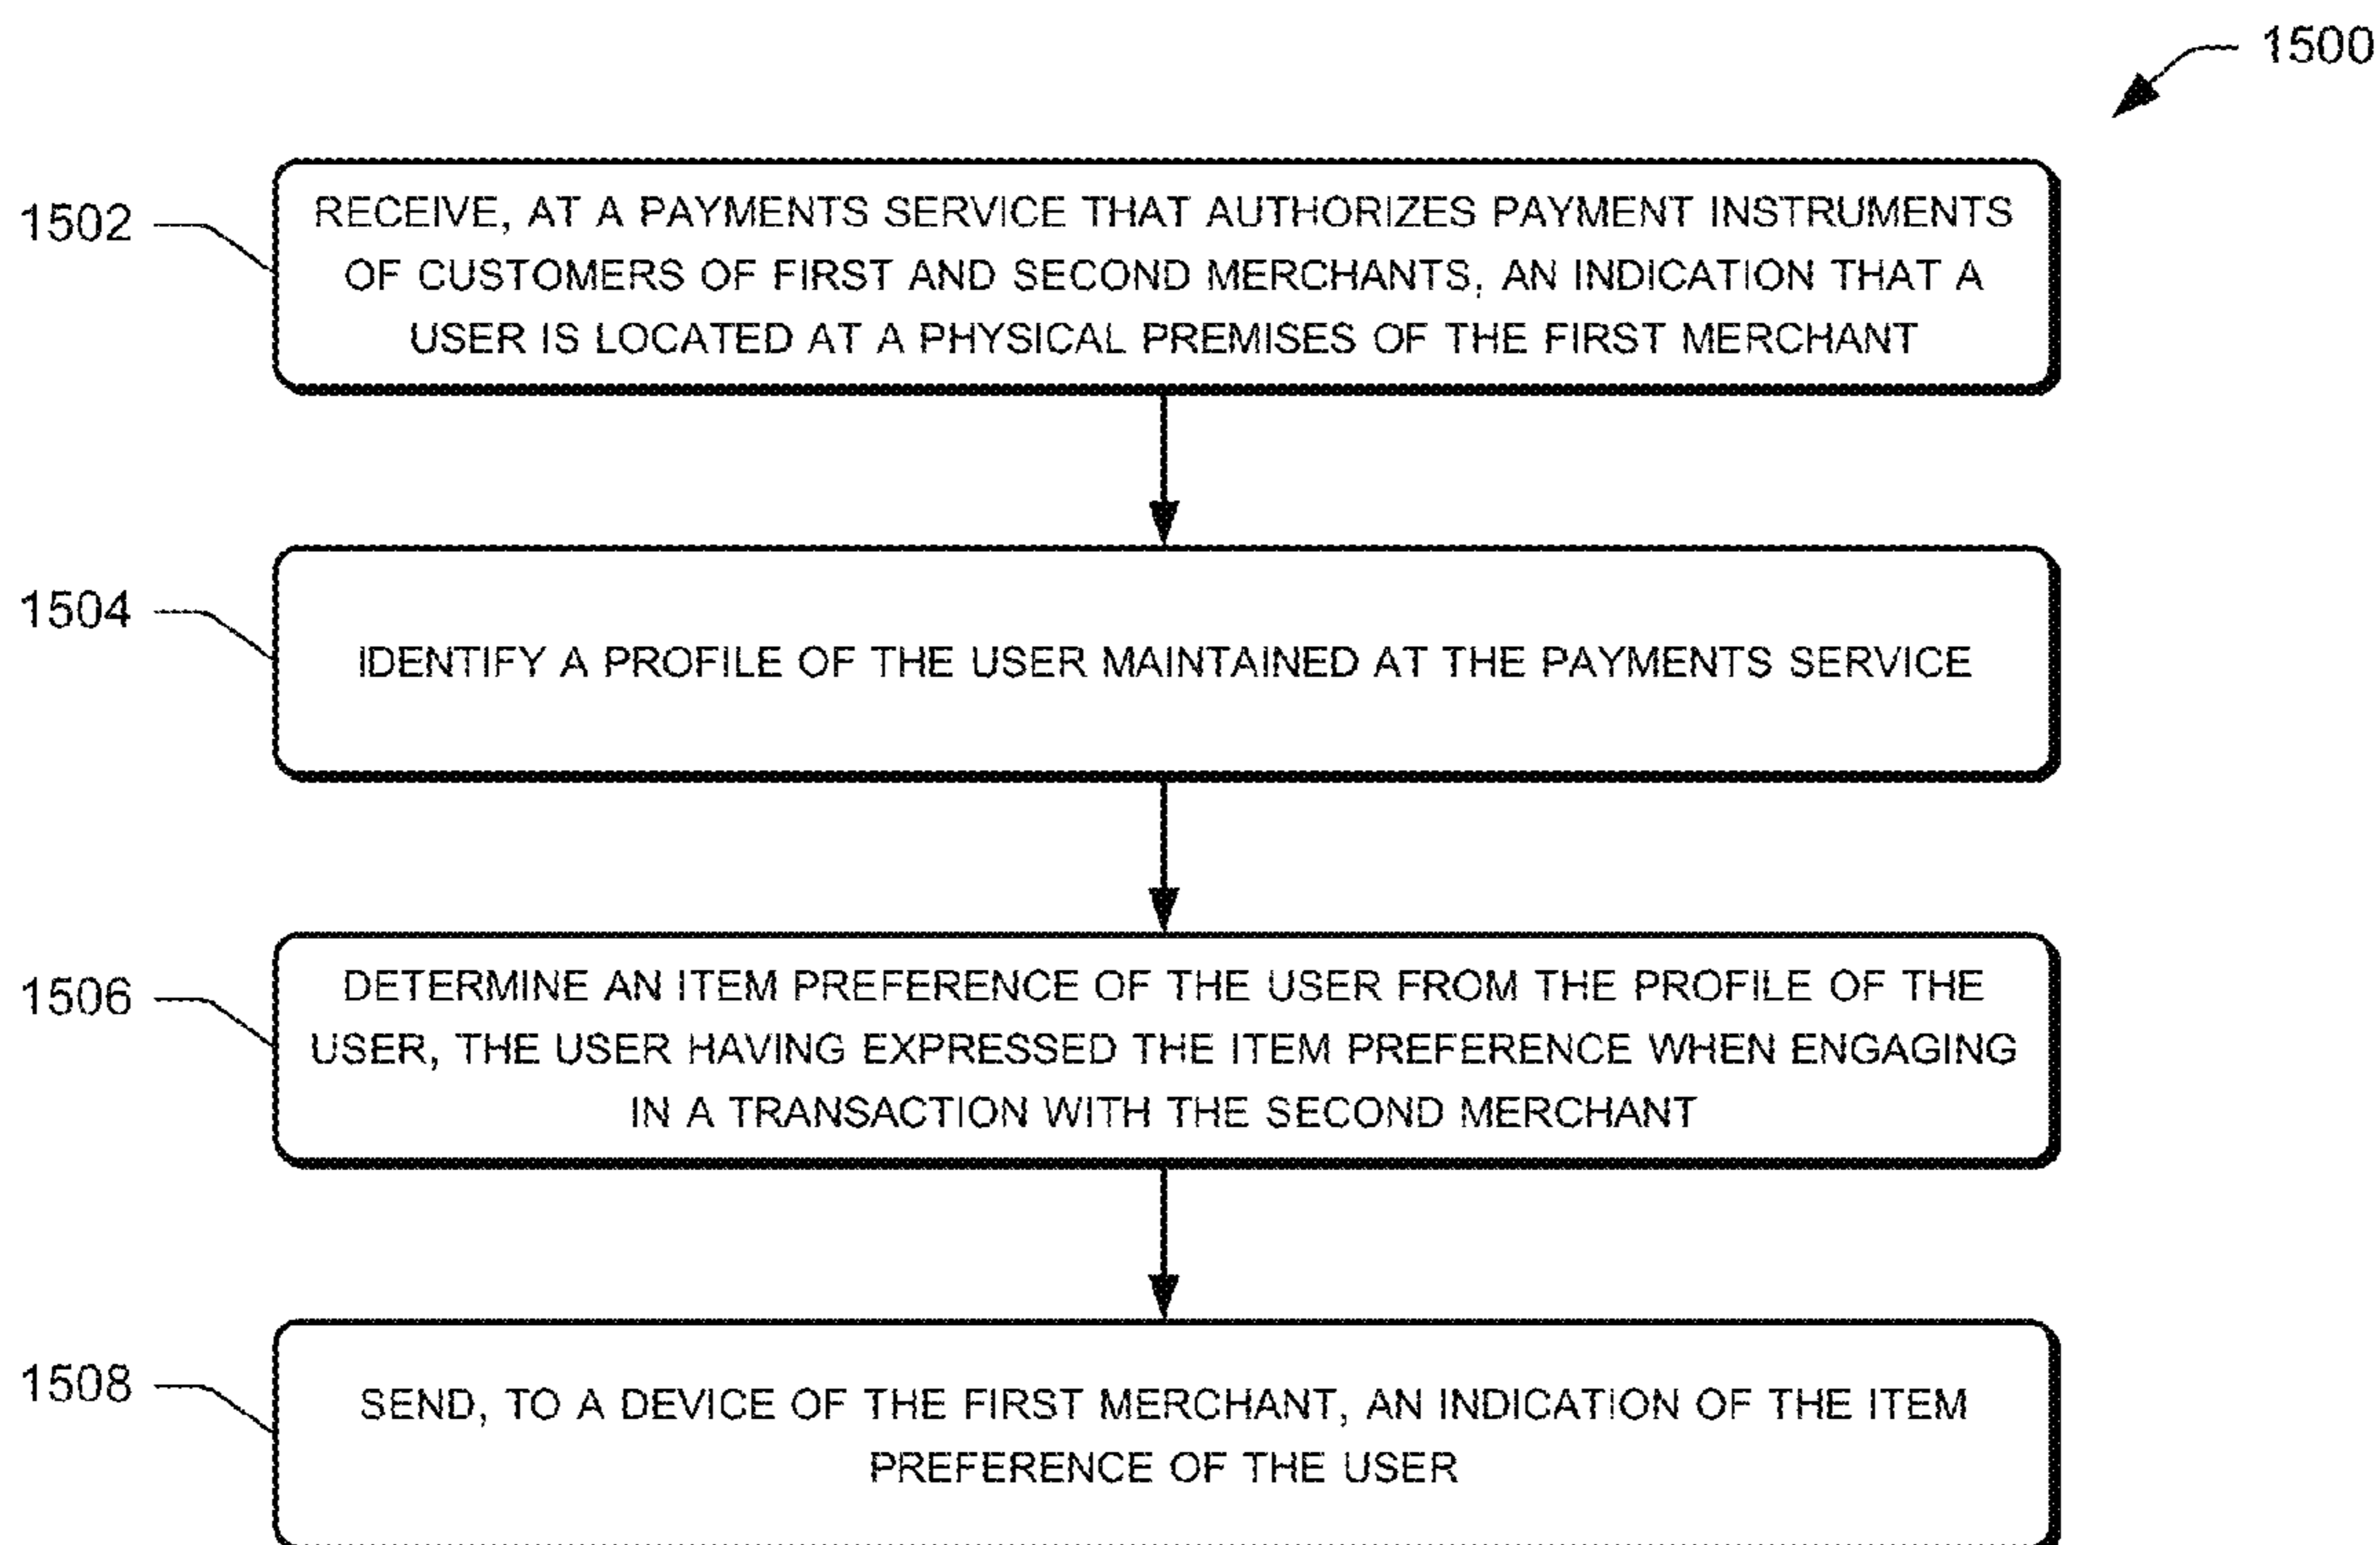 1500
1502
RECEIVE, AT A PAYMENTS SERVICE THAT AUTHORIZES PAYMENT INSTRUMENTS
OF CUSTOMERS OF FIRST AND SECOND MERCHANTS, AN INDICATION THAT A
USER IS LOCATED AT A PHYSICAL PREMISES OF THE FIRST MERCHANT
1504
IDENTIFY A PROFILE OF THE USER MAINTAINED AT THE PAYMENTS SERVICE
1506
DETERMINE AN ITEM PREFERENCE OF THE USER FROM THE PROFILE OF THE
USER, THE USER HAVING EXPRESSED THE ITEM PREFERENCE WHEN ENGAGING
IN A TRANSACTION WITH THE SECOND MERCHANT
1508
SEND, TO A DEVICE OF THE FIRST MERCHANT, AN INDICATION OF THE ITEM
PREFERENCE OF THE USER